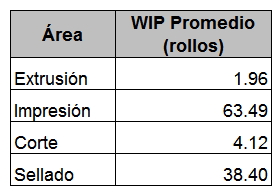 Área WIP Promedio
(rollos)
Extrusión 1.96
Impresión 63.49
Corte 4.12
Sellado 38.40